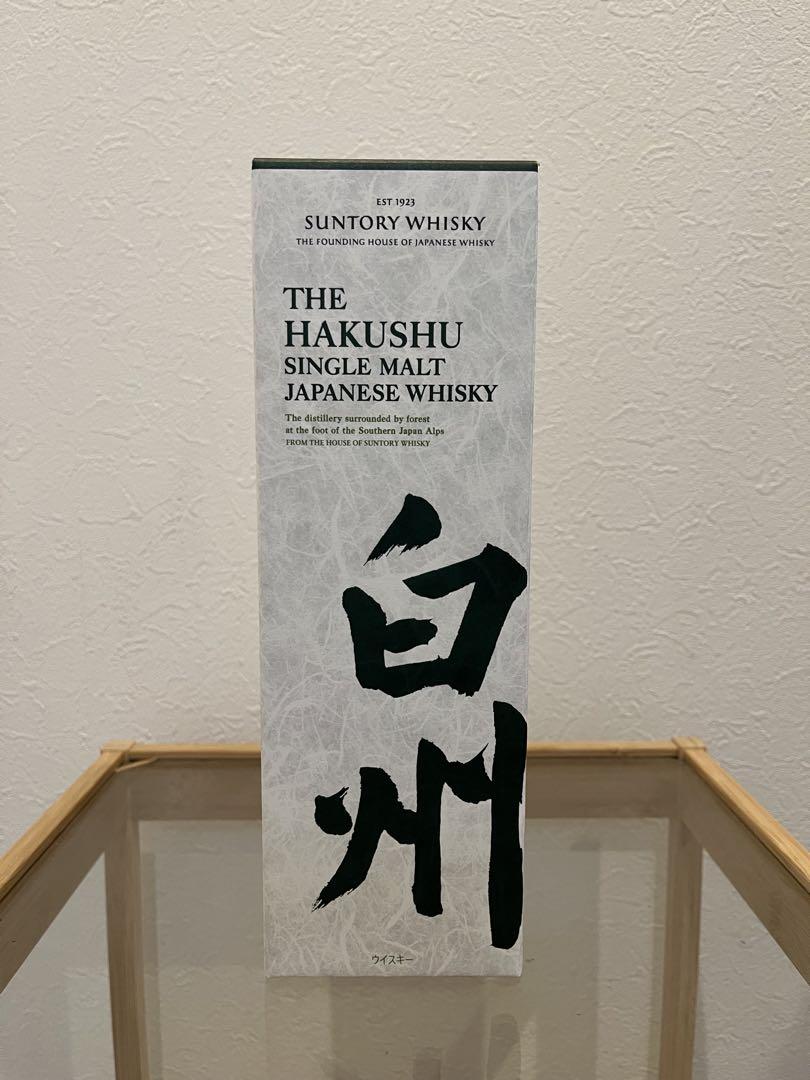 EST 1923
SUNTORY WHISKY
THE FOUNDING HOUSE OF JAPANESE WHISKY
THE
HAKUSHU
SINGLE MALT
JAPANESE WHISKY
The distillery surrounded by forest
at the foot of the Southern Japan Alps
FROM THE HOUSE OF SUNTORY WHISKY
白
州
ウイスキー